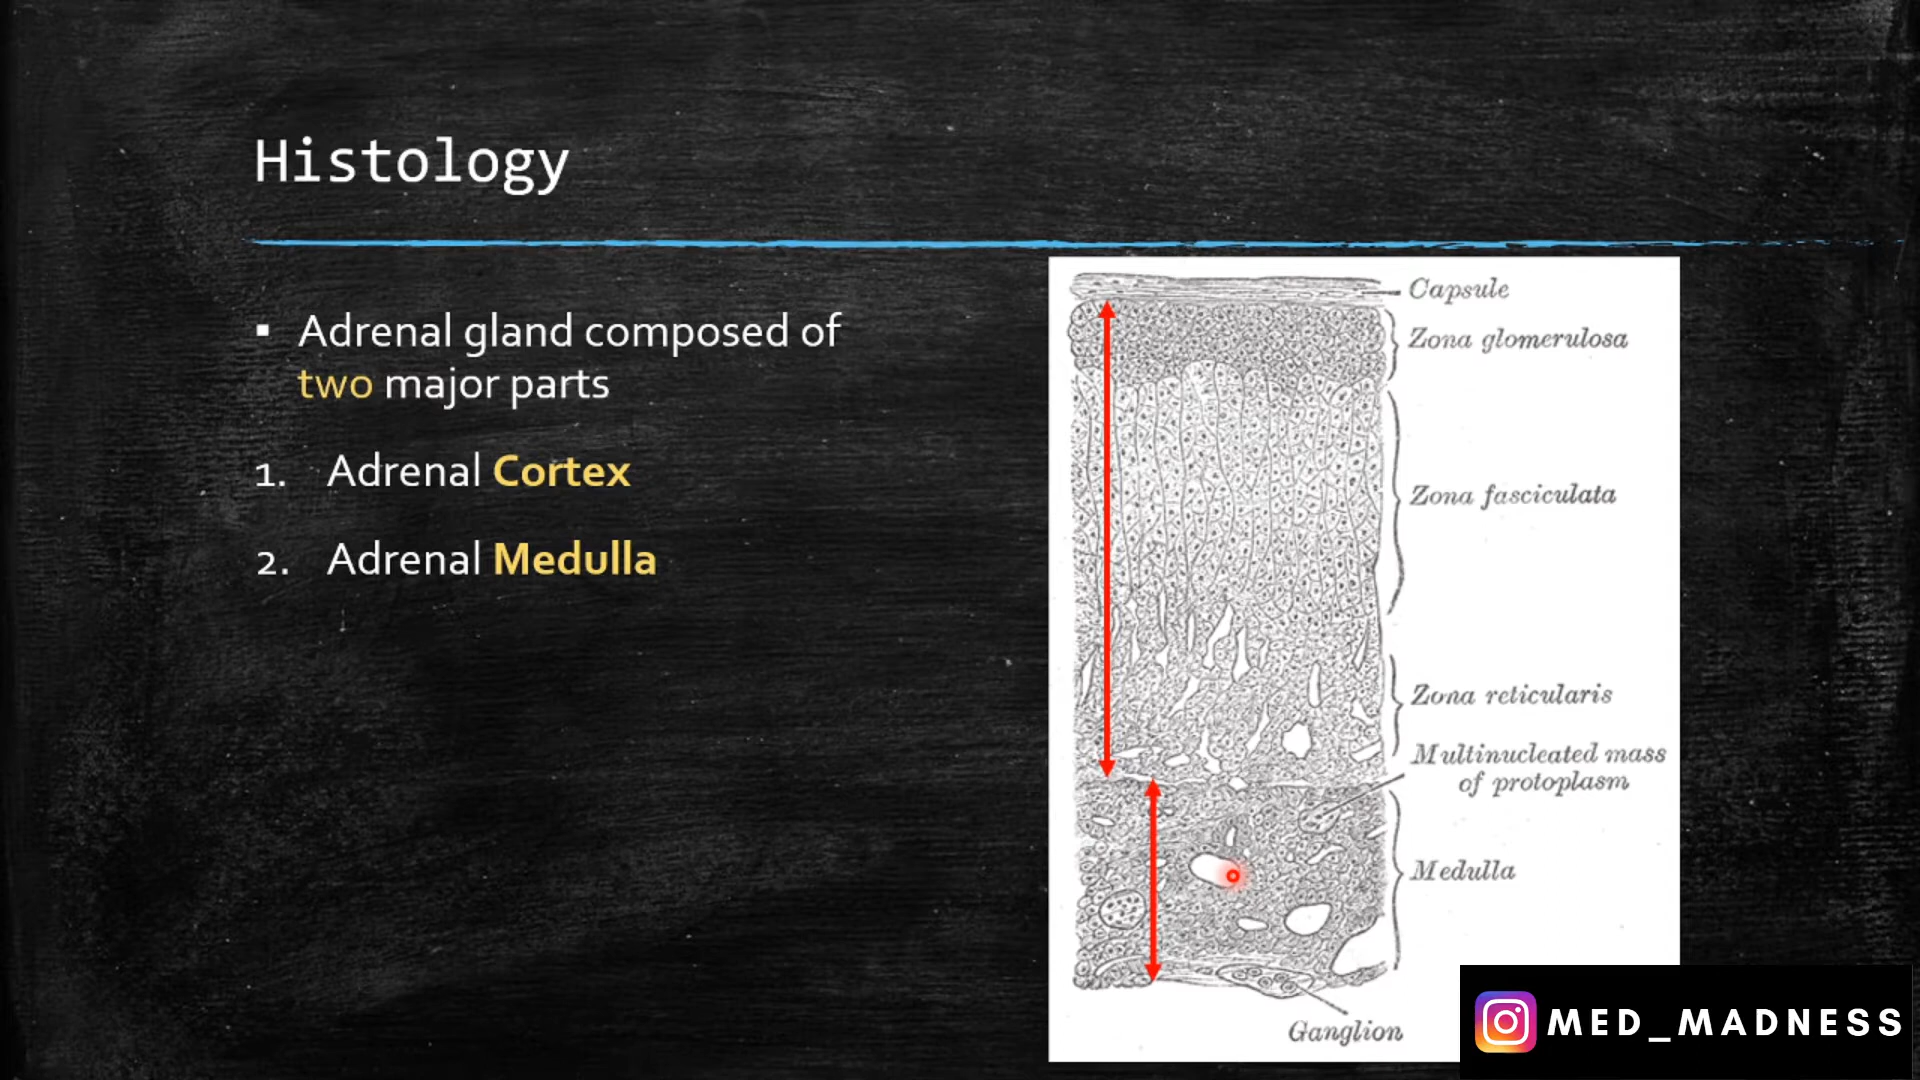 Histology
▪ Adrenal gland composed of
two major parts
1. Adrenal Cortex
2. Adrenal Medulla
Capsule
Zona glomerulosa
Zona fasciculata
Zona reticularis
Multinucleated mass
of protoplasm
Medulla
Ganglion
MED_MADNESS